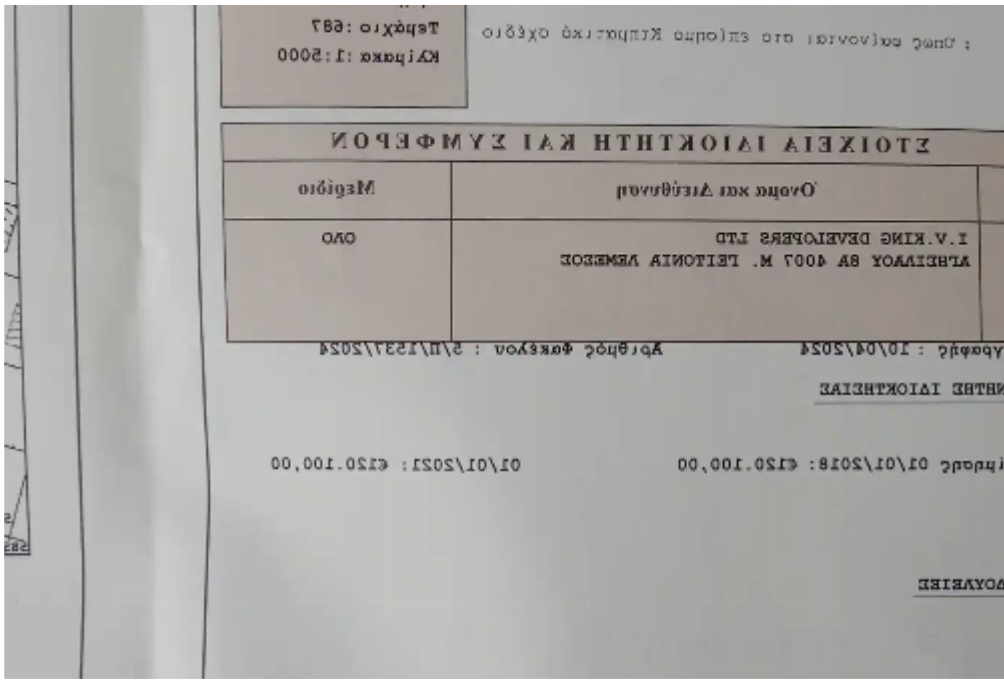 Τεμάχιο :687
: Όπως φαίνονται στο επίσημο Κτηματικό σχέδιο
Κλίμακα :1:5000
ΣΤΟΙΧΕΙΑ ΙΔΙΟΚΤΗΤΗ ΚΑΙ ΣΥΜΦΕΡΟΝ
Όνομα και Διεύθυνση Μερίδιο
I.V.KING DEVELOPERS LTD ΟΛΟ
ΑΓΗΣΙΛΑΟΥ 8Α 4007 Μ. ΓΕΙΤΟΝΙΑ ΛΕΜΕΣΟΣ
γραφής : 10/04/2024 Αριθμός Φακέλου : 5/Π/1537/2024
ΝΗΤΗΣ ΙΔΙΟΚΤΗΣΙΑΣ
ίμησης 01/01/2018: €120.100,00 01/01/2021: €120.100,00
ΔΟΥΛΕΙΕΣ